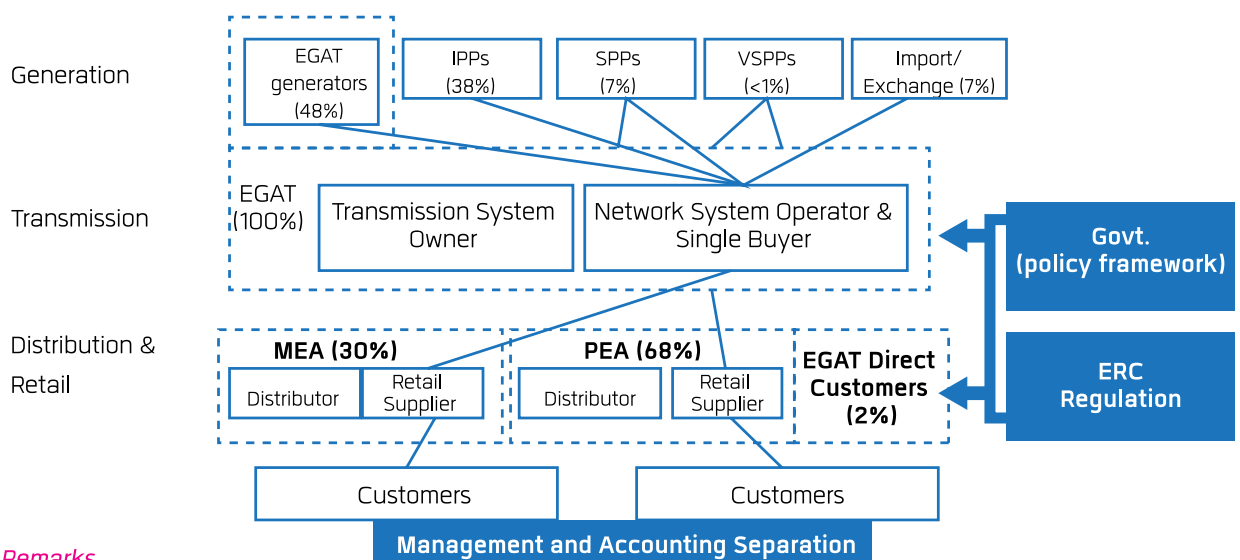 Generation
EGAT
generators
(48%)
IPPs
(38%)
SPPs
(7%)
VSPPs
(<1%)
Import/
Exchange (7%)
Transmission
EGAT
(100%)
Transmission System
Owner
Network System Operator &
Single Buyer
Govt.
(policy framework)
Distribution &
Retail
MEA (30%)
Distributor
Retail
Supplier
PEA (68%)
Distributor
Retail
Supplier
EGAT Direct
Customers
(2%)
ERC
Regulation
Customers
Customers
Management and Accounting Separation
Remarks